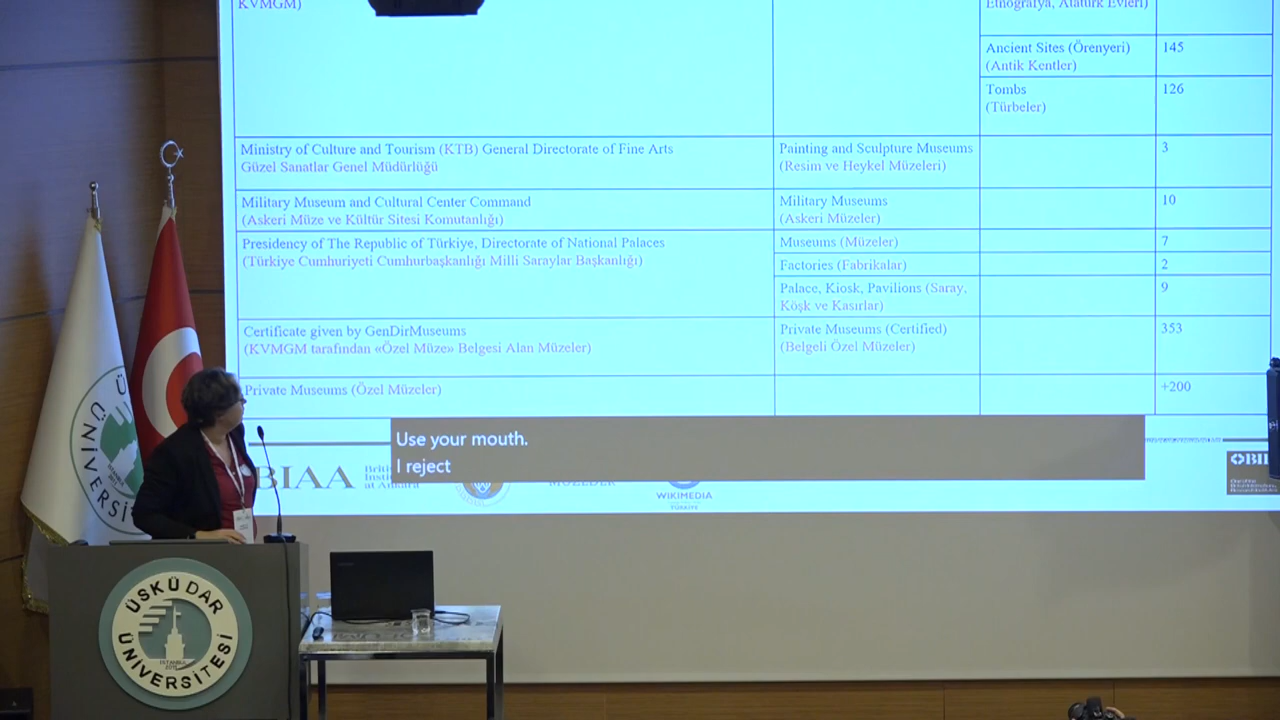 KVMGM)
Etnografya, Atatürk Evleri)
Ancient Sites (Örenyeri)
(Antik Kentler)
145
Tombs
(Türbeler)
126
Ministry of Culture and Tourism (KTB) General Directorate of Fine Arts
Güzel Sanatlar Genel Müdürlüğü
Painting and Sculpture Museums
(Resim ve Heykel Müzeleri)
3
Military Museum and Cultural Center Command
(Askeri Müze ve Kültür Sitesi Komutanlığı)
Military Museums
(Askeri Müzeler)
10
Presidency of The Republic of Türkiye, Directorate of National Palaces
(Türkiye Cumhuriyeti Cumhurbaşkanlığı Milli Saraylar Başkanlığı)
Museums (Müzeler)
7
Factories (Fabrikalar)
2
Palace, Kiosk, Pavilions (Saray,
Köşk ve Kasırlar)
9
Certificate given by GenDirMuseums
(KVMGM tarafından «Özel Müze» Belgesi Alan Müzeler)
Private Museums (Certified)
(Belgeli Özel Müzeler)
353
Private Museums (Özel Müzeler)
+200
Use your mouth.
I reject
BIAA
at Ankara
WIKIMEDIA
TÜRKİYE
ÜSKÜDAR
ÜNİVERSİTESİ
İSTANBUL